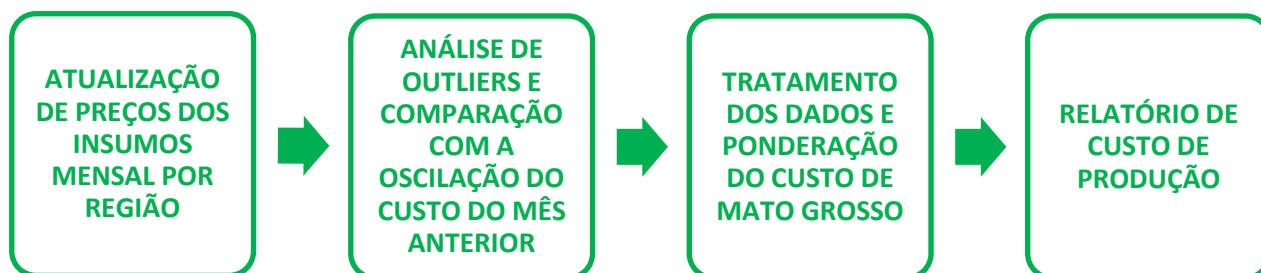 ATUALIZAÇÃO
DE PREÇOS DOS
INSUMOS
MENSAL POR
REGIÃO
ANÁLISE DE
OUTLIERS E
COMPARAÇÃO
COM A
OSCILAÇÃO DO
CUSTO DO MÊS
ANTERIOR
TRATAMENTO
DOS DADOS E
PONDERAÇÃO
DO CUSTO DE
MATO GROSSO
RELATÓRIO DE
CUSTO DE
PRODUÇÃO